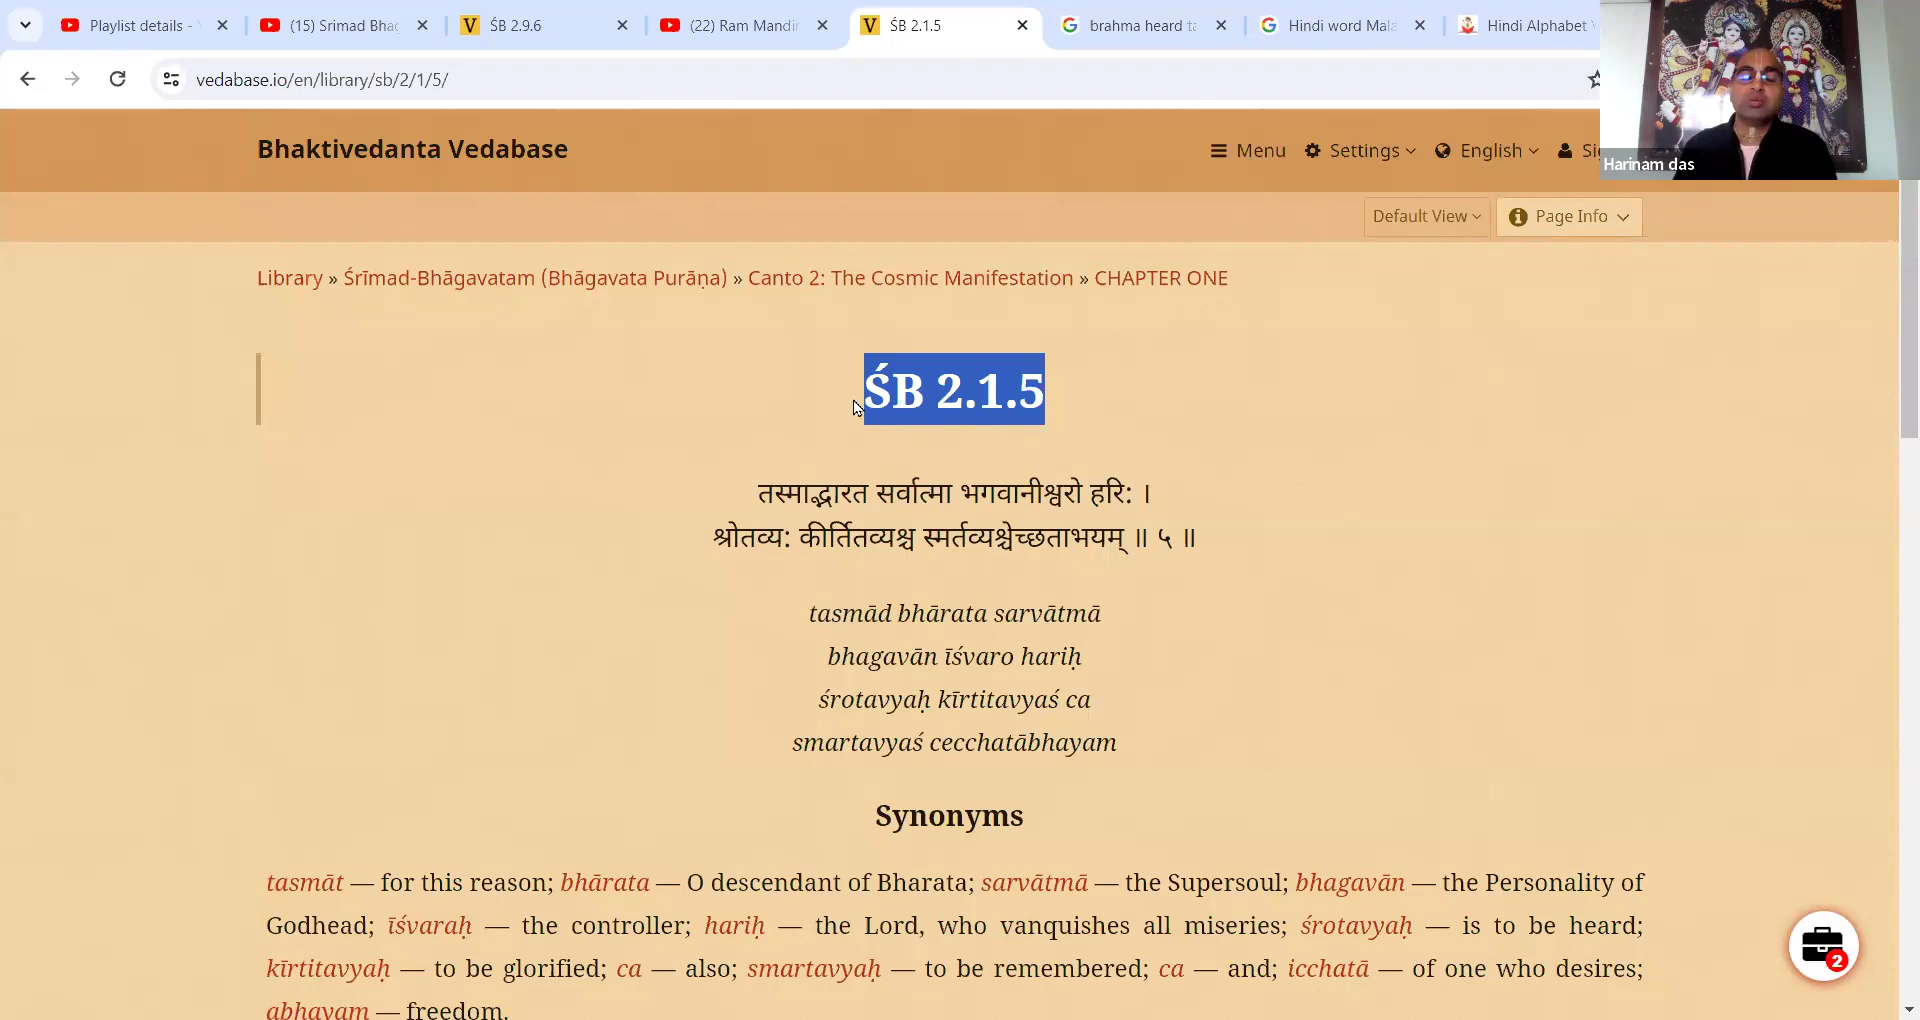 Playlist details -
(15) Srimad Bhag
ŚB 2.9.6
(22) Ram Mandir
ŚB 2.1.5
brahma heard ta
Hindi word Mala
Hindi Alphabet
vedabase.io/en/library/sb/2/1/5/
Harinam das
Bhaktivedanta Vedabase
Menu
Settings
English
Default View
Page Info
Library » Śrīmad-Bhāgavatam (Bhāgavata Purāṇa) » Canto 2: The Cosmic Manifestation » CHAPTER ONE
ŚB 2.1.5
तस्माद्भारत सर्वात्मा भगवानीश्वरो हरि: ।
श्रोतव्य: कीर्तितव्यश्च स्मर्तव्यश्चेच्छताभयम् ॥ ५ ॥
tasmād bhārata sarvātmā
bhagavān īśvaro hariḥ
śrotavyaḥ kīrtitavyaś ca
smartavyaś cecchatābhayam
Synonyms
tasmāt — for this reason; bhārata — O descendant of Bharata; sarvātmā — the Supersoul; bhagavān — the Personality of
Godhead; īśvaraḥ — the controller; hariḥ — the Lord, who vanquishes all miseries; śrotavyaḥ — is to be heard;
kīrtitavyaḥ — to be glorified; ca — also; smartavyaḥ — to be remembered; ca — and; icchatā — of one who desires;
abhayam — freedom.
2